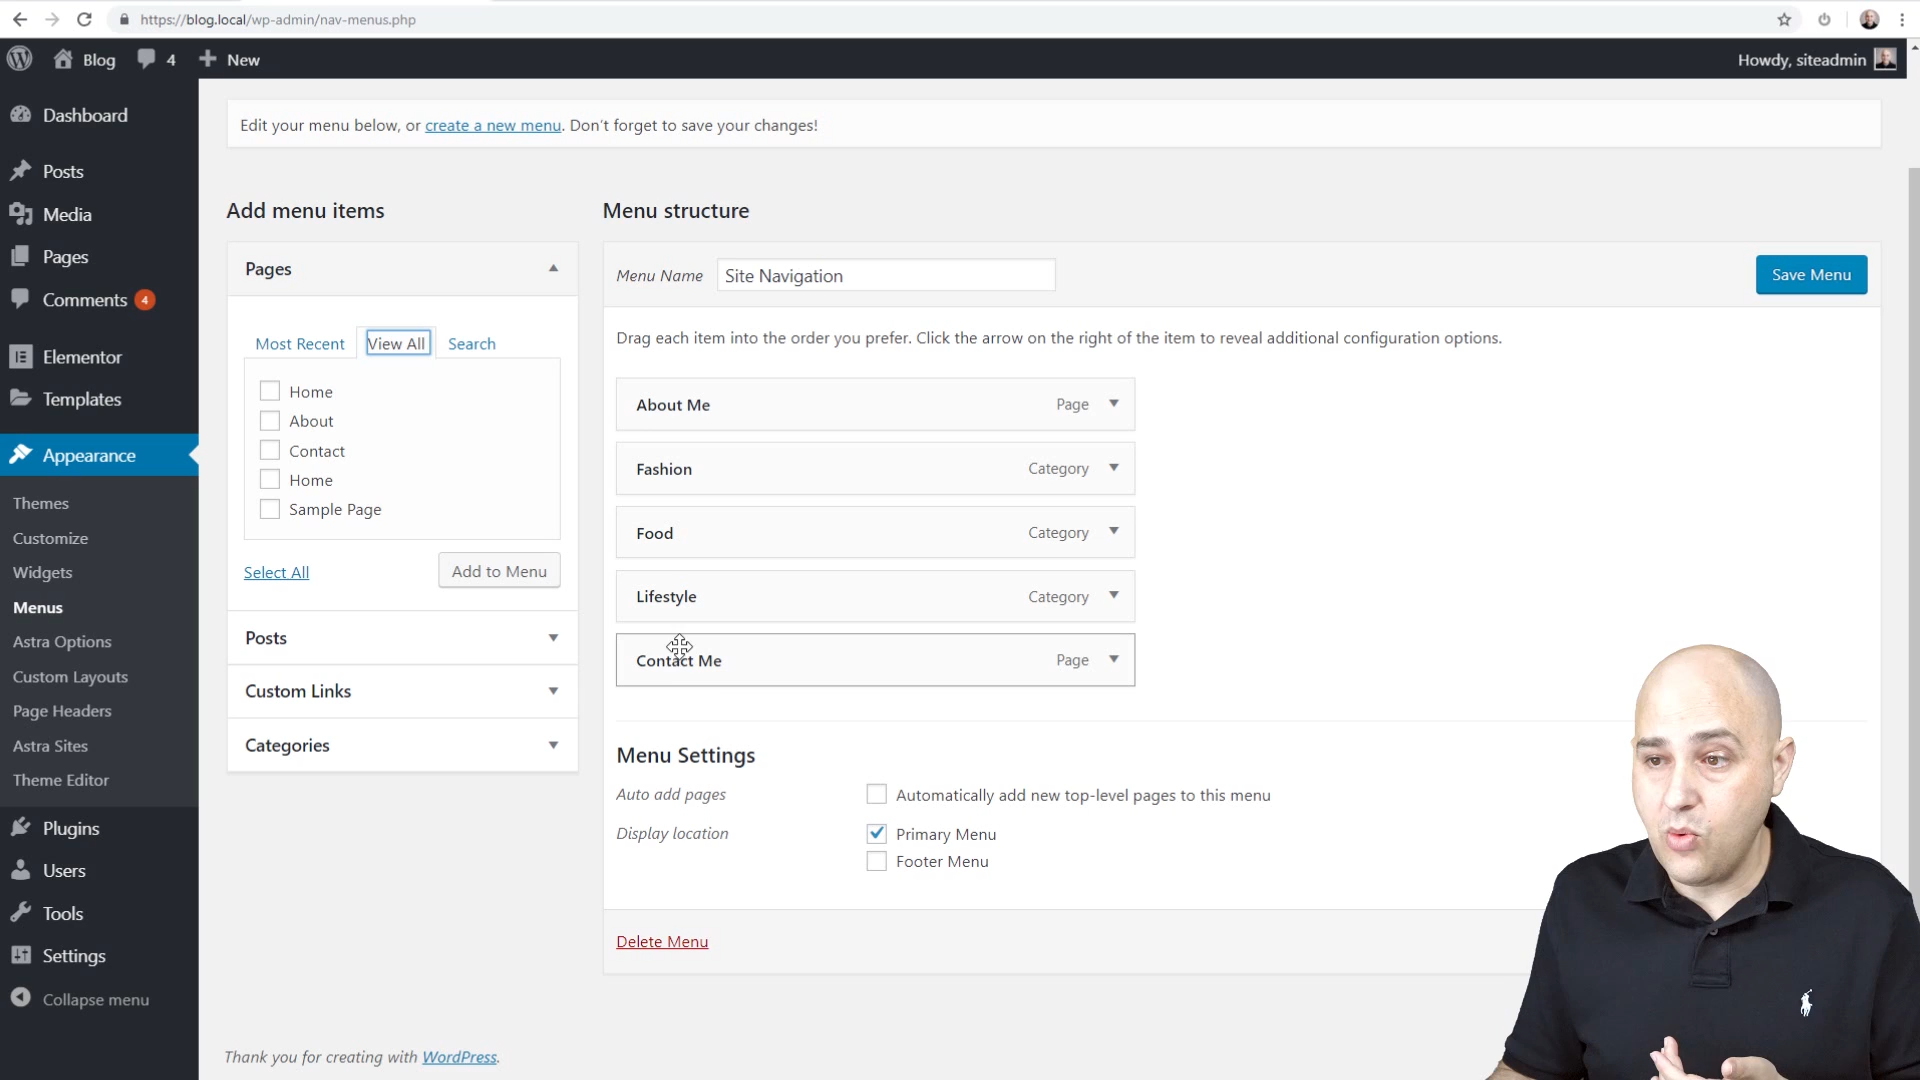 https://blog.local/wp-admin/nav-menus.php
Blog
4
New
Howdy, siteadmin
Dashboard
Posts
Media
Pages
Comments 4
Elementor
Templates
Appearance
Themes
Customize
Widgets
Menus
Astra Options
Custom Layouts
Page Headers
Astra Sites
Theme Editor
Plugins
Users
Tools
Settings
Collapse menu
Edit your menu below, or create a new menu. Don't forget to save your changes!
Add menu items
Pages
Most Recent View All Search
Home
About
Contact
Home
Sample Page
Select All Add to Menu
Posts
Custom Links
Categories
Menu structure
Menu Name Site Navigation Save Menu
Drag each item into the order you prefer. Click the arrow on the right of the item to reveal additional configuration options.
About Me Page
Fashion Category
Food Category
Lifestyle Category
Contact Me Page
Menu Settings
Auto add pages Automatically add new top-level pages to this menu
Display location Primary Menu
Footer Menu
Delete Menu
Thank you for creating with WordPress.